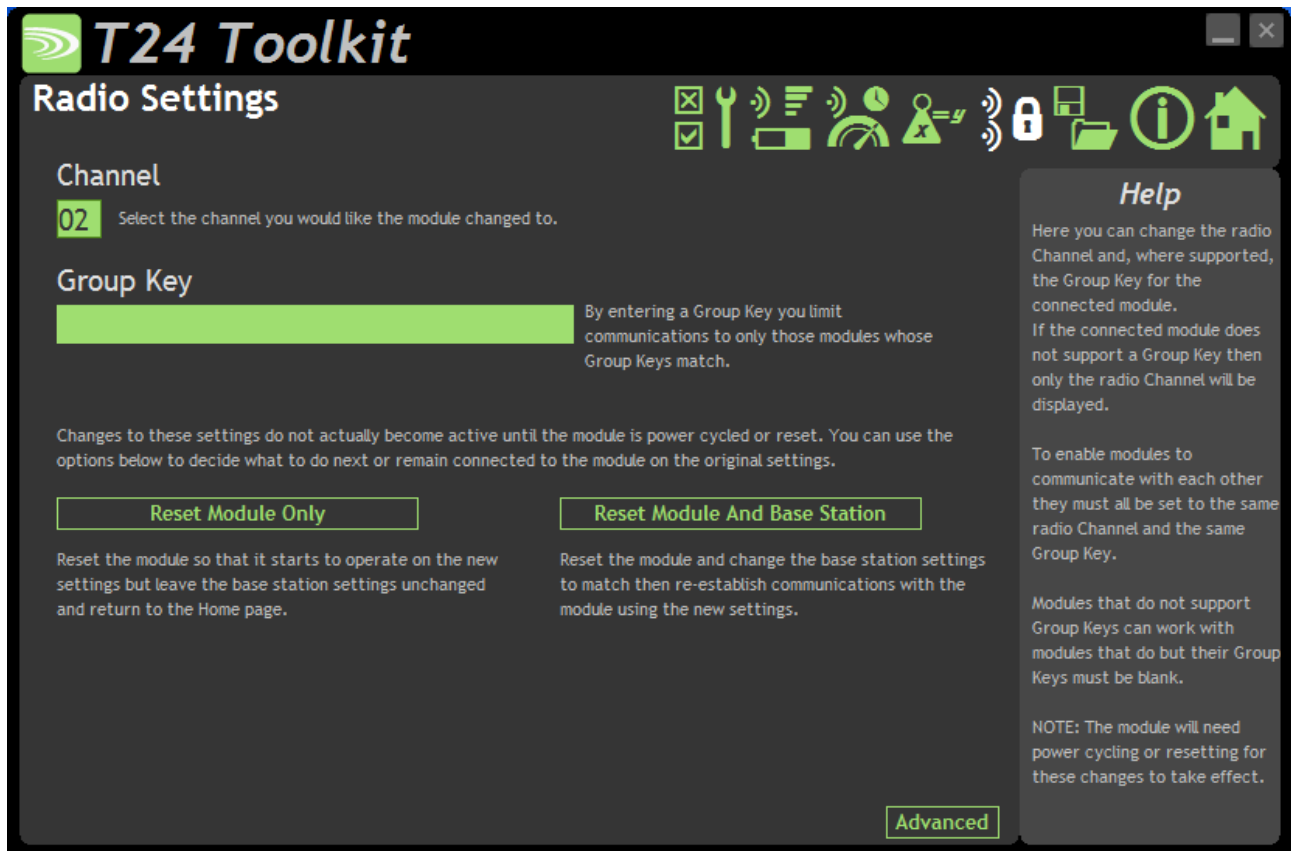 T24 Toolkit
Radio Settings
x=y
Channel
02 Select the channel you would like the module changed to.
Group Key
By entering a Group Key you limit
communications to only those modules whose
Group Keys match.
Changes to these settings do not actually become active until the module is power cycled or reset. You can use the
options below to decide what to do next or remain connected to the module on the original settings.
Reset Module Only
Reset the module so that it starts to operate on the new
settings but leave the base station settings unchanged
and return to the Home page.
Reset Module And Base Station
Reset the module and change the base station settings
to match then re-establish communications with the
module using the new settings.
Advanced
Help
Here you can change the radio
Channel and, where supported,
the Group Key for the
connected module.
If the connected module does
not support a Group Key then
only the radio Channel will be
displayed.
To enable modules to
communicate with each other
they must all be set to the same
radio Channel and the same
Group Key.
Modules that do not support
Group Keys can work with
modules that do but their Group
Keys must be blank.
NOTE: The module will need
power cycling or resetting for
these changes to take effect.